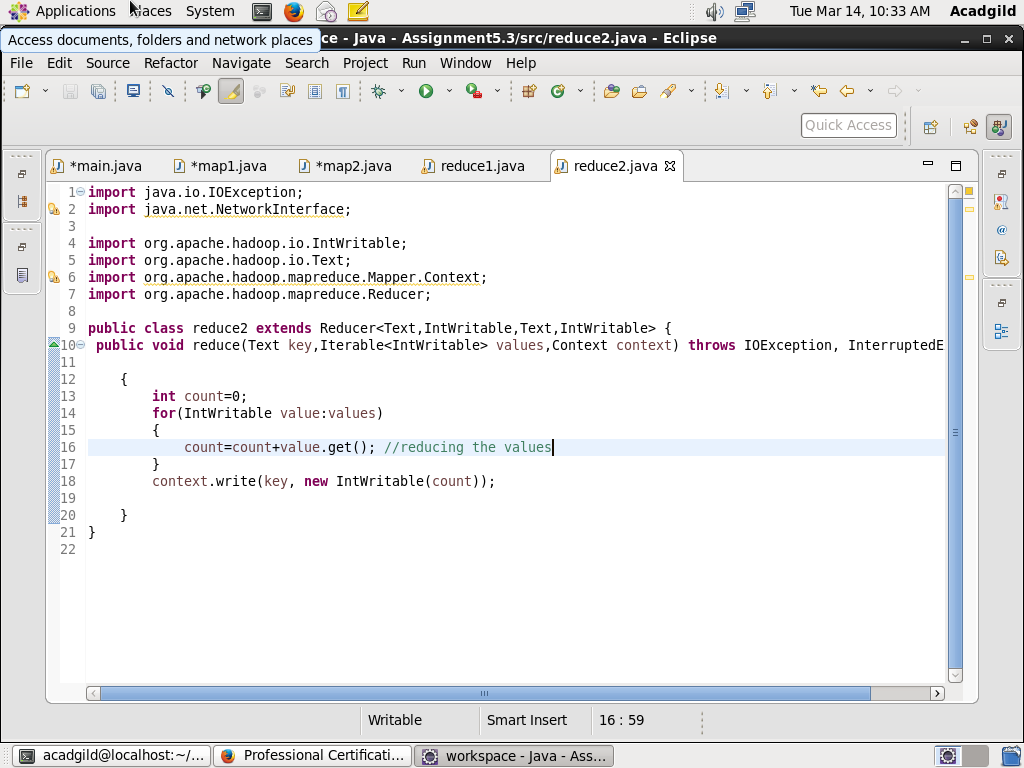 Applications Places System Tue Mar 14, 10:33 AM Acadgild
Access documents, folders and network places
ce - Java - Assignment5.3/src/reduce2.java - Eclipse
File Edit Source Refactor Navigate Search Project Run Window Help
Quick Access
*main.java *map1.java *map2.java reduce1.java reduce2.java
1 import java.io.IOException;
2 import java.net.NetworkInterface;
3
4 import org.apache.hadoop.io.IntWritable;
5 import org.apache.hadoop.io.Text;
6 import org.apache.hadoop.mapreduce.Mapper.Context;
7 import org.apache.hadoop.mapreduce.Reducer;
8
9 public class reduce2 extends Reducer<Text,IntWritable,Text,IntWritable> {
10 public void reduce(Text key,Iterable<IntWritable> values,Context context) throws IOException, InterruptedE
11
12 {
13 int count=0;
14 for(IntWritable value:values)
15 {
16 count=count+value.get(); //reducing the values
17 }
18 context.write(key, new IntWritable(count));
19
20 }
21 }
22
Writable Smart Insert 16 : 59
acadgild@localhost:~/... Professional Certificati... workspace - Java - Ass...